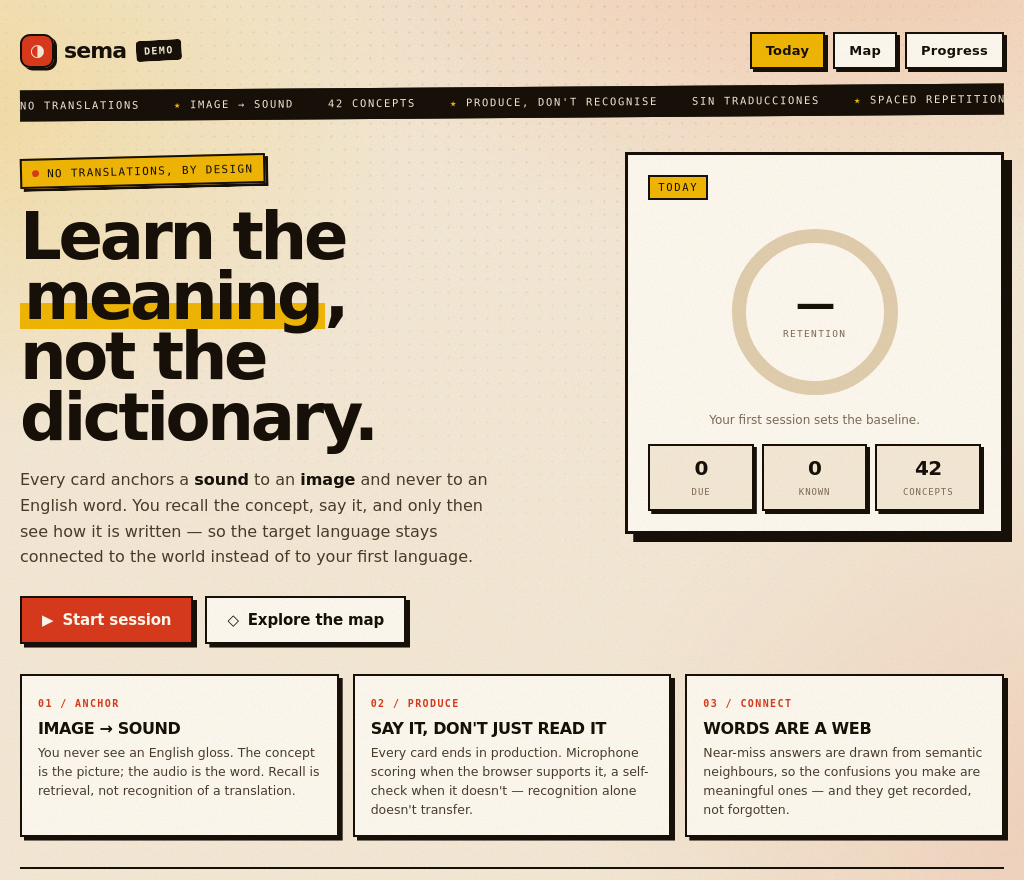 sema DEMO
Today Map Progress
NO TRANSLATIONS ★ IMAGE → SOUND 42 CONCEPTS ★ PRODUCE, DON'T RECOGNISE SIN TRADUCCIONES ★ SPACED REPETITION
NO TRANSLATIONS, BY DESIGN
Learn the
meaning,
not the
dictionary.
Every card anchors a sound to an image and never to an
English word. You recall the concept, say it, and only then
see how it is written — so the target language stays
connected to the world instead of to your first language.
▶ Start session
◇ Explore the map
TODAY
—
RETENTION
Your first session sets the baseline.
0
DUE
0
KNOWN
42
CONCEPTS
01 / ANCHOR
IMAGE → SOUND
You never see an English gloss. The concept
is the picture; the audio is the word. Recall is
retrieval, not recognition of a translation.
02 / PRODUCE
SAY IT, DON'T JUST READ IT
Every card ends in production. Microphone
scoring when the browser supports it, a self-
check when it doesn't — recognition alone
doesn't transfer.
03 / CONNECT
WORDS ARE A WEB
Near-miss answers are drawn from semantic
neighbours, so the confusions you make are
meaningful ones — and they get recorded,
not forgotten.